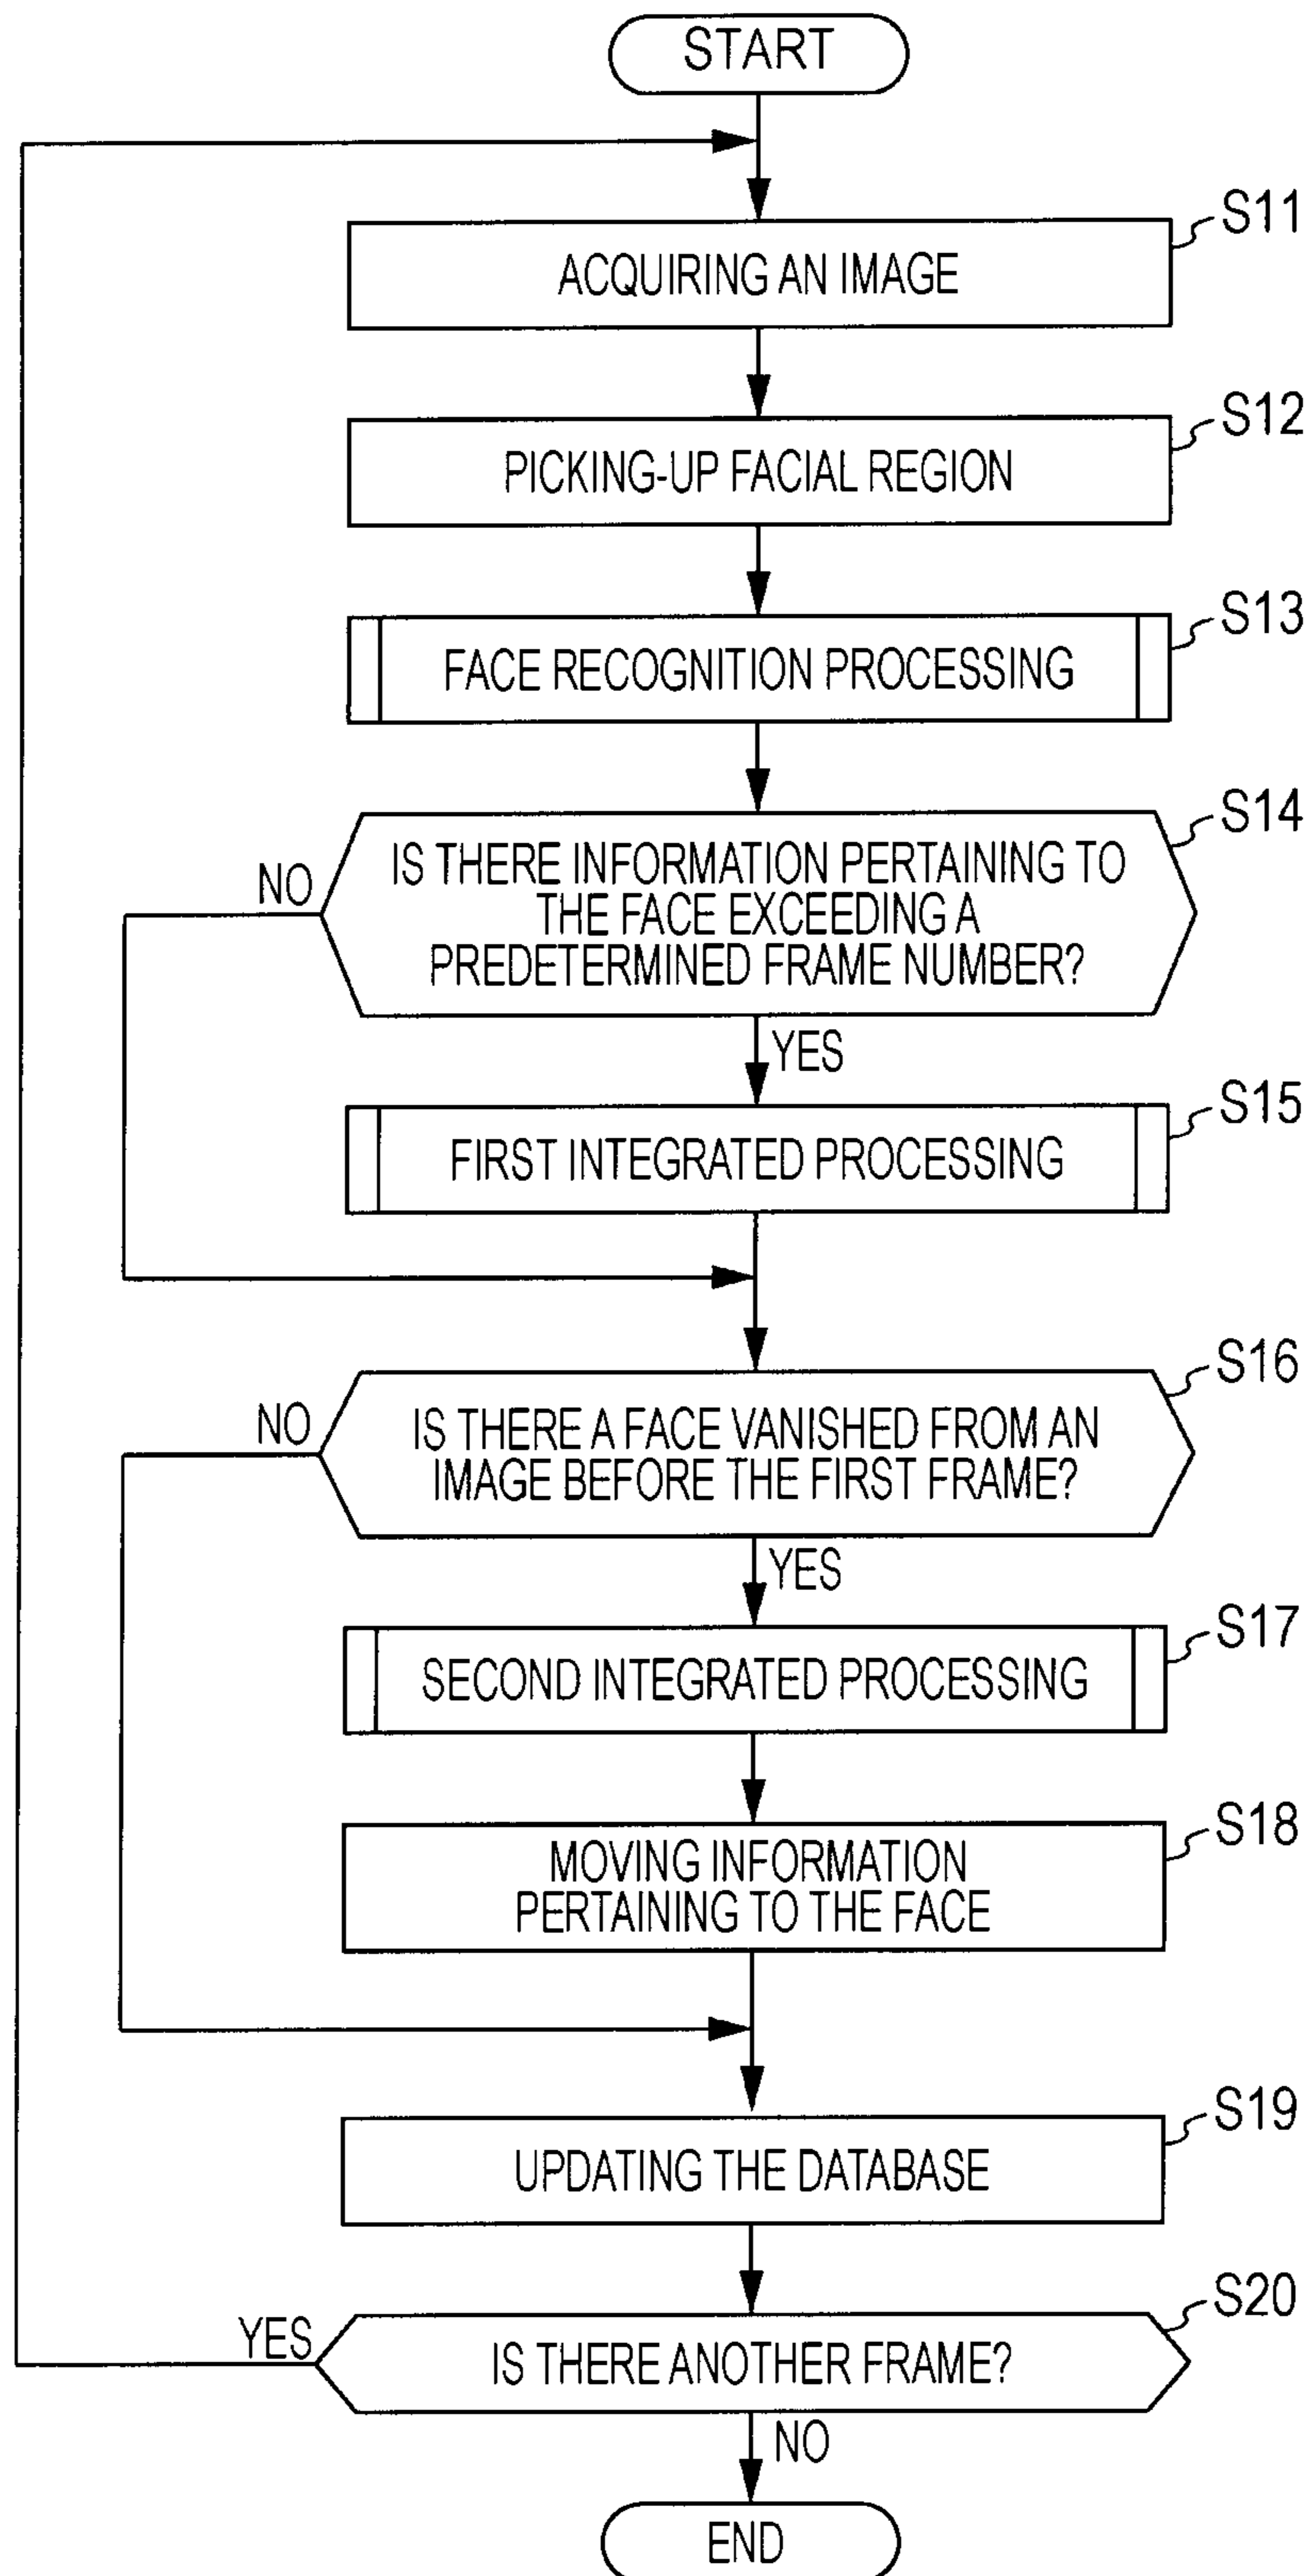 START
S11
ACQUIRING AN IMAGE
S12
PICKING-UP FACIAL REGION
S13
FACE RECOGNITION PROCESSING
S14
IS THERE INFORMATION PERTAINING TO
THE FACE EXCEEDING A
PREDETERMINED FRAME NUMBER?
NO
YES
S15
FIRST INTEGRATED PROCESSING
S16
IS THERE A FACE VANISHED FROM AN
IMAGE BEFORE THE FIRST FRAME?
NO
YES
S17
SECOND INTEGRATED PROCESSING
S18
MOVING INFORMATION
PERTAINING TO THE FACE
S19
UPDATING THE DATABASE
S20
IS THERE ANOTHER FRAME?
YES
NO
END